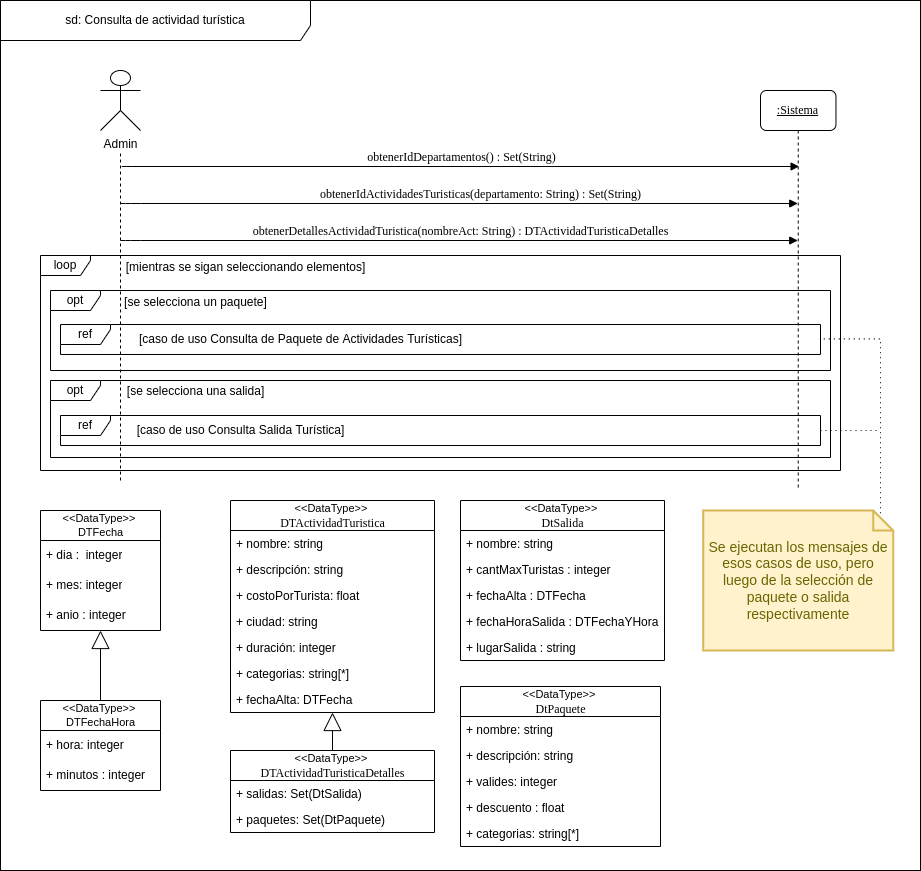 sd: Consulta de actividad turística
Admin
:Sistema
obtenerIdDepartamentos() : Set(String)
obtenerIdActividadesTuristicas(departamento: String) : Set(String)
obtenerDetallesActividadTuristica(nombreAct: String) : DTActividadTuristicaDetalles
loop
[mientras se sigan seleccionando elementos]
opt
[se selecciona un paquete]
ref
[caso de uso Consulta de Paquete de Actividades Turísticas]
opt
[se selecciona una salida]
ref
[caso de uso Consulta Salida Turística]
<<DataType>>
DTFecha
+ dia :  integer
+ mes: integer
+ anio : integer
<<DataType>>
DTFechaHora
+ hora: integer
+ minutos : integer
<<DataType>>
DTActividadTuristica
+ nombre: string
+ descripción: string
+ costoPorTurista: float
+ ciudad: string
+ duración: integer
+ categorias: string[*]
+ fechaAlta: DTFecha
<<DataType>>
DTActividadTuristicaDetalles
+ salidas: Set(DtSalida)
+ paquetes: Set(DtPaquete)
<<DataType>>
DtSalida
+ nombre: string
+ cantMaxTuristas : integer
+ fechaAlta : DTFecha
+ fechaHoraSalida : DTFechaYHora
+ lugarSalida : string
<<DataType>>
DtPaquete
+ nombre: string
+ descripción: string
+ valides: integer
+ descuento : float
+ categorias: string[*]
Se ejecutan los mensajes de
esos casos de uso, pero
luego de la selección de
paquete o salida
respectivamente